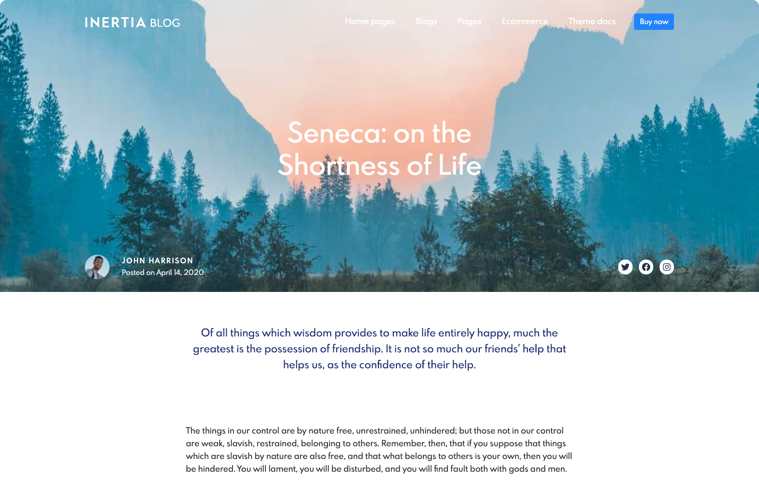 INERTIA BLOG
Home pages Blogs Pages Ecommerce Theme docs Buy now
Seneca: on the
Shortness of Life
JOHN HARRISON
Posted on April 14, 2020
Of all things which wisdom provides to make life entirely happy, much the
greatest is the possession of friendship. It is not so much our friends' help that
helps us, as the confidence of their help.
The things in our control are by nature free, unrestrained, unhindered; but those not in our control
are weak, slavish, restrained, belonging to others. Remember, then, that if you suppose that things
which are slavish by nature are also free, and that what belongs to others is your own, then you will
be hindered. You will lament, you will be disturbed, and you will find fault both with gods and men.